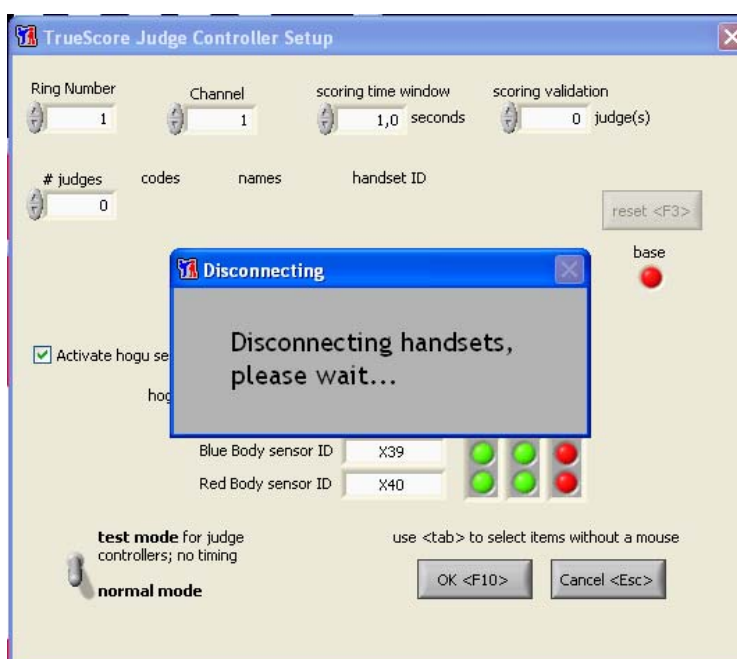 TrueScore Judge Controller Setup
Ring Number
Channel
scoring time window
scoring validation
1
1
1,0 seconds
0 judge(s)
# judges
codes
names
handset ID
0
reset <F3>
base
Disconnecting
Disconnecting handsets,
please wait...
Activate hogu se
hog
Blue Body sensor ID X39
Red Body sensor ID X40
test mode for judge
controllers; no timing
normal mode
use <tab> to select items without a mouse
OK <F10>
Cancel <Esc>